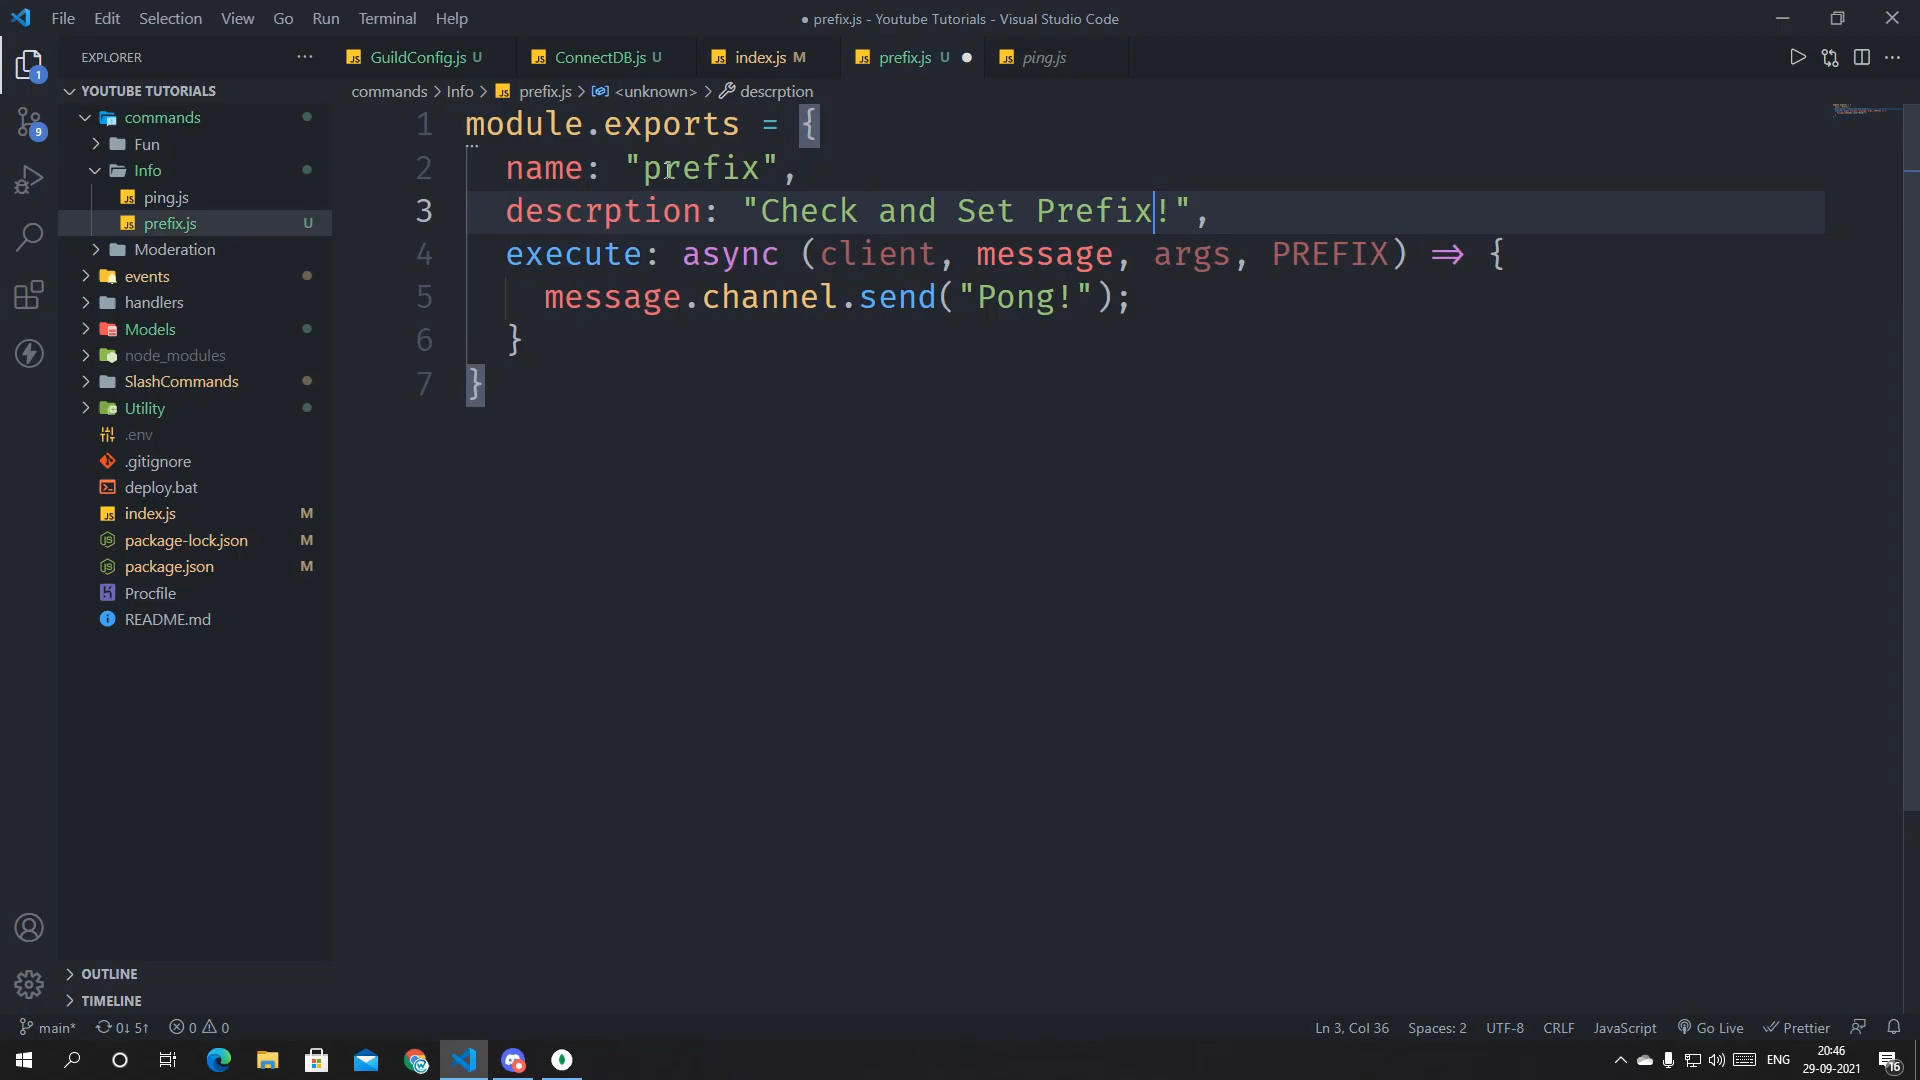 File Edit Selection View Go Run Terminal Help
● prefix.js - Youtube Tutorials - Visual Studio Code
EXPLORER
GuildConfig.js U ConnectDB.js U index.js M prefix.js U ● ping.js
YOUTUBE TUTORIALS
commands > Info > prefix.js > <unknown> > descrption
commands
Fun
Info
ping.js
prefix.js U
Moderation
events
handlers
Models
node_modules
SlashCommands
Utility
.env
.gitignore
deploy.bat
index.js M
package-lock.json M
package.json M
Procfile
README.md
1 module.exports = {
2 name: "prefix",
3 descrption: "Check and Set Prefix!",
4 execute: async (client, message, args, PREFIX) => {
5 message.channel.send("Pong!");
6 }
7 }
1
9
OUTLINE
TIMELINE
main* 0↓ 5↑ 0 0
Ln 3, Col 36 Spaces: 2 UTF-8 CRLF JavaScript Go Live Prettier
ENG
20:46
29-09-2021
16